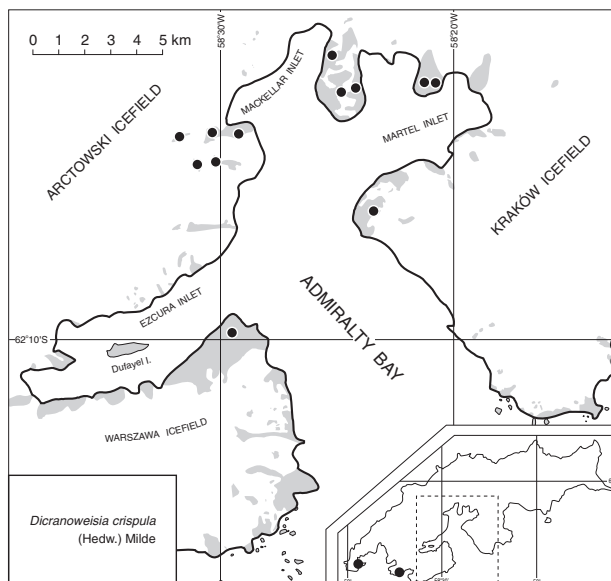 58°30'W
58°20'W
0 1 2 3 4 5 km
MACKELLAR INLET
MARTEL INLET
ARCTOWSKI ICEFIELD
KRAKÓW ICEFIELD
ADMIRALTY BAY
EZCURA INLET
62°10'S
Dufayel I.
WARSZAWA ICEFIELD
Dicranoweisia crispula
(Hedw.) Milde